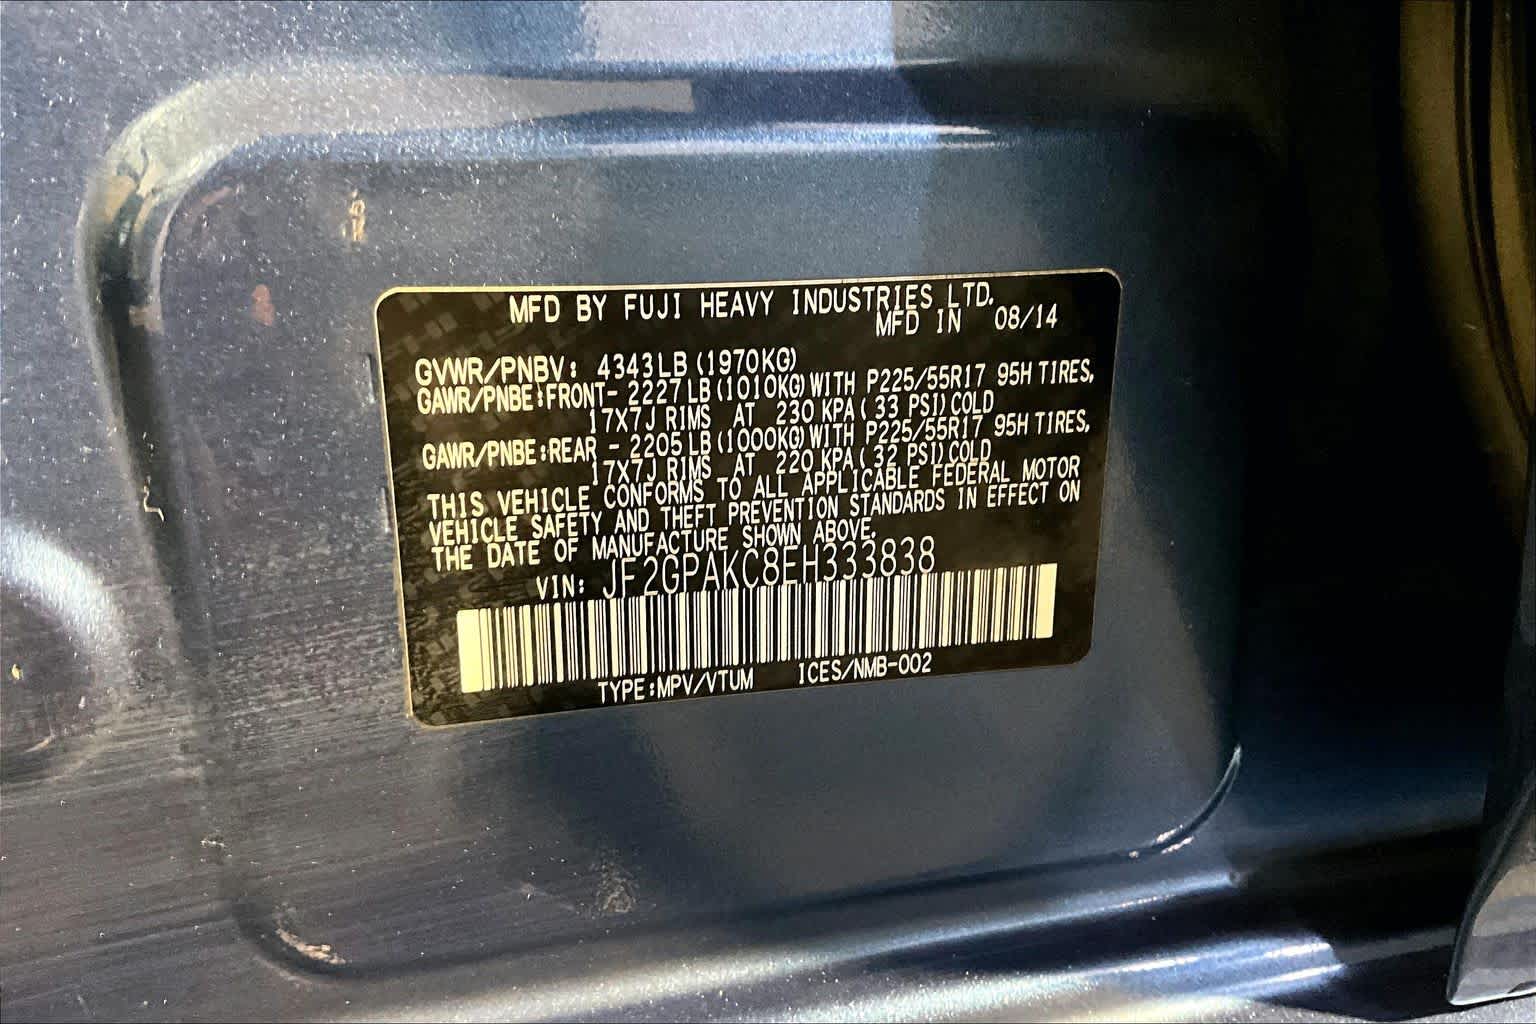 MFD BY FUJI HEAVY INDUSTRIES LTD.
MFD IN 08/14
GVWR/PNBV: 4343LB (1970KG)
GAWR/PNBE:FRONT- 2227LB (1010KG) WITH P225/55R17 95H TIRES,
17X7J RIMS AT 230 KPA( 33 PSI) COLD
GAWR/PNBE:REAR - 2205LB (1000KG) WITH P225/55R17 95H TIRES,
17X7J RIMS AT 220 KPA( 32 PSI) COLD
THIS VEHICLE CONFORMS TO ALL APPLICABLE FEDERAL MOTOR
VEHICLE SAFETY AND THEFT PREVENTION STANDARDS IN EFFECT ON
THE DATE OF MANUFACTURE SHOWN ABOVE.
VIN: JF2GPAKC8EH333838
TYPE:MPV/VTUM ICES/NMB-002